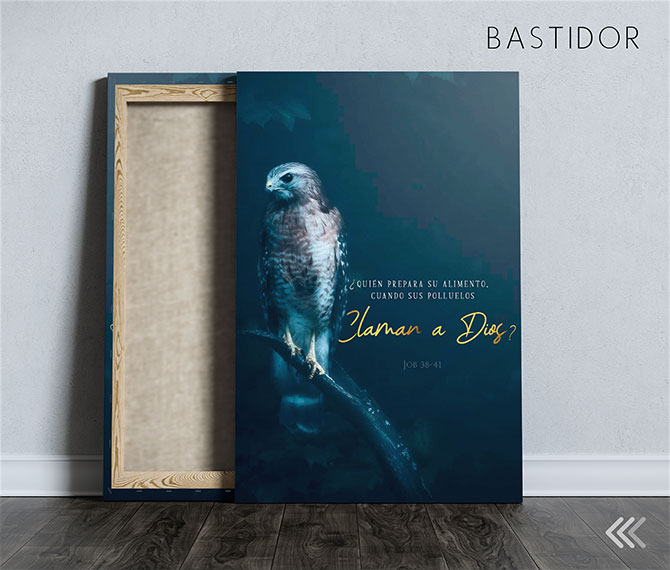 BASTIDOR
¿QUIÉN PREPARA SU ALIMENTO,
CUANDO SUS POLLUELOS
Claman a Dios?
JOB 38-41